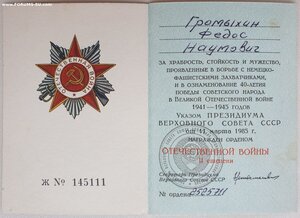 www.FORuMS-SU.com
ОТЕЧЕСТВЕННАЯ ВОЙНА
Ж № 145111
Громыхин
Федос
Наумович
ЗА ХРАБРОСТЬ, СТОЙКОСТЬ И МУЖЕСТВО,
ПРОЯВЛЕННЫЕ В БОРЬБЕ С НЕМЕЦКО-
ФАШИСТСКИМИ ЗАХВАТЧИКАМИ,
И В ОЗНАМЕНОВАНИЕ 40-ЛЕТИЯ
ПОБЕДЫ СОВЕТСКОГО НАРОДА
В ВЕЛИКОЙ ОТЕЧЕСТВЕННОЙ ВОЙНЕ
1941—1945 ГОДОВ
УКАЗОМ ПРЕЗИДИУМА
ВЕРХОВНОГО СОВЕТА СССР
от 11 марта 1985 г.
НАГРАЖДЕН ОРДЕНОМ
ОТЕЧЕСТВЕННОЙ ВОЙНЫ
II степени
Секретарь Президиума
Верховного Совета СССР
№ ордена